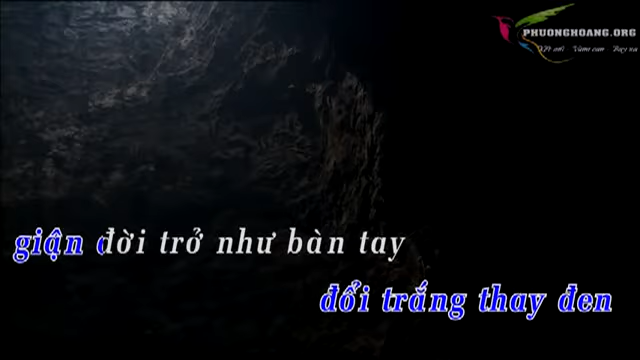 PHUONGHOANG.ORG
giận đời trở như bàn tay
đổi trắng thay đen